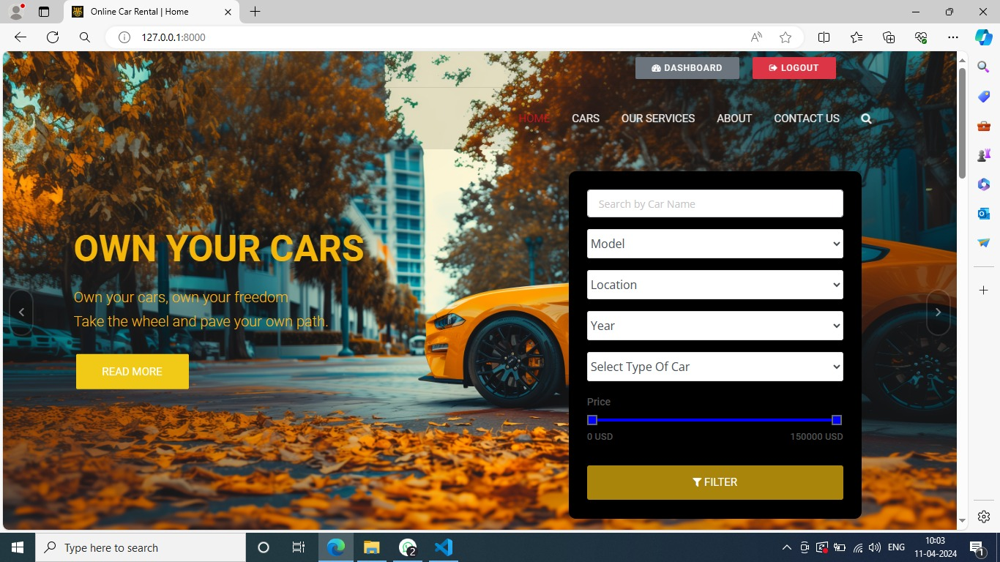 Online Car Rental | Home
127.0.0.1:8000
DASHBOARD
LOGOUT
HOME
CARS
OUR SERVICES
ABOUT
CONTACT US
OWN YOUR CARS
Own your cars, own your freedom
Take the wheel and pave your own path.
READ MORE
Search by Car Name
Model
Location
Year
Select Type Of Car
Price
0 USD
150000 USD
FILTER
Type here to search
2
ENG
10:03
11-04-2024
1